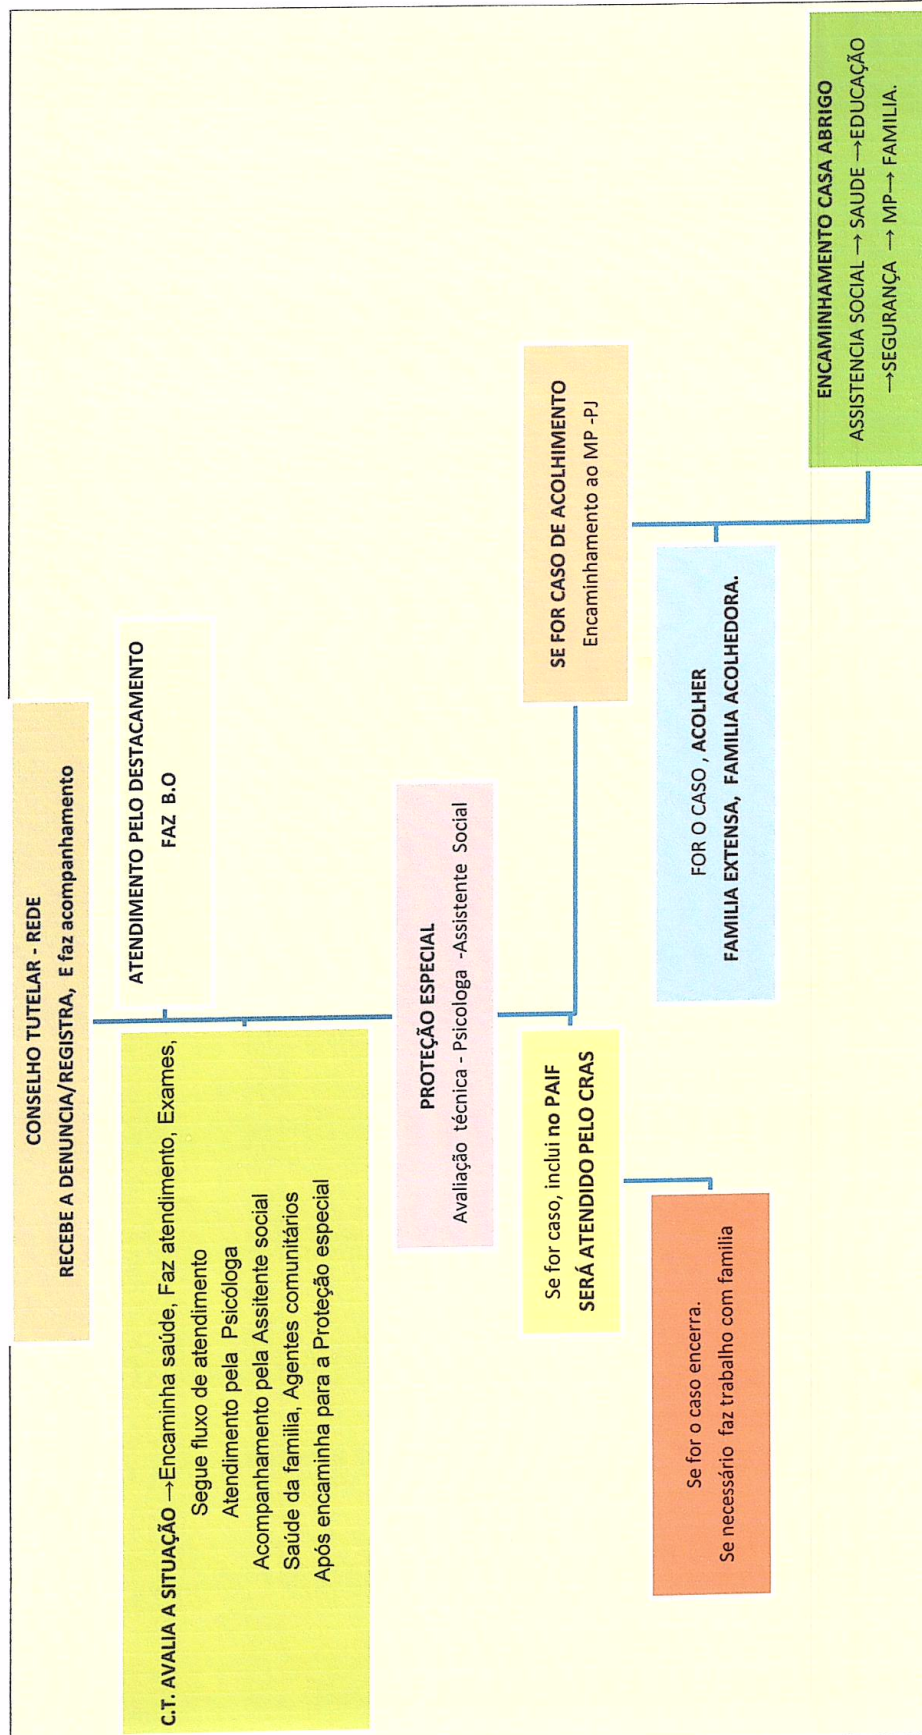 CONSELHO TUTELAR - REDE
RECEBE A DENUNCIA/REGISTRA, E faz acompanhamento
ATENDIMENTO PELO DESTACAMENTO
FAZ B.O
C.T. AVALIA A SITUAÇÃO →Encaminha saúde, Faz atendimento, Exames,
Segue fluxo de atendimento
Atendimento pela Psicóloga
Acompanhamento pela Assitente social
Saúde da familia, Agentes comunitários
Após encaminha para a Proteção especial
PROTEÇÃO ESPECIAL
Avaliação técnica - Psicologa -Assistente Social
Se for caso, inclui no PAIF
SERÁ ATENDIDO PELO CRAS
SE FOR CASO DE ACOLHIMENTO
Encaminhamento ao MP -PJ
Se for o caso encerra.
Se necessário faz trabalho com familia
FOR O CASO , ACOLHER
FAMILIA EXTENSA, FAMILIA ACOLHEDORA.
ENCAMINHAMENTO CASA ABRIGO
ASSISTENCIA SOCIAL → SAUDE →EDUCAÇÃO
→SEGURANÇA → MP→ FAMILIA.